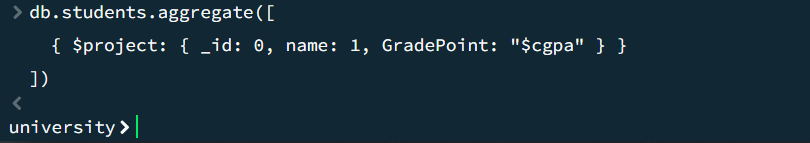 > db.students.aggregate([
{ $project: { _id: 0, name: 1, GradePoint: "$cgpa" } }
])
<
university>